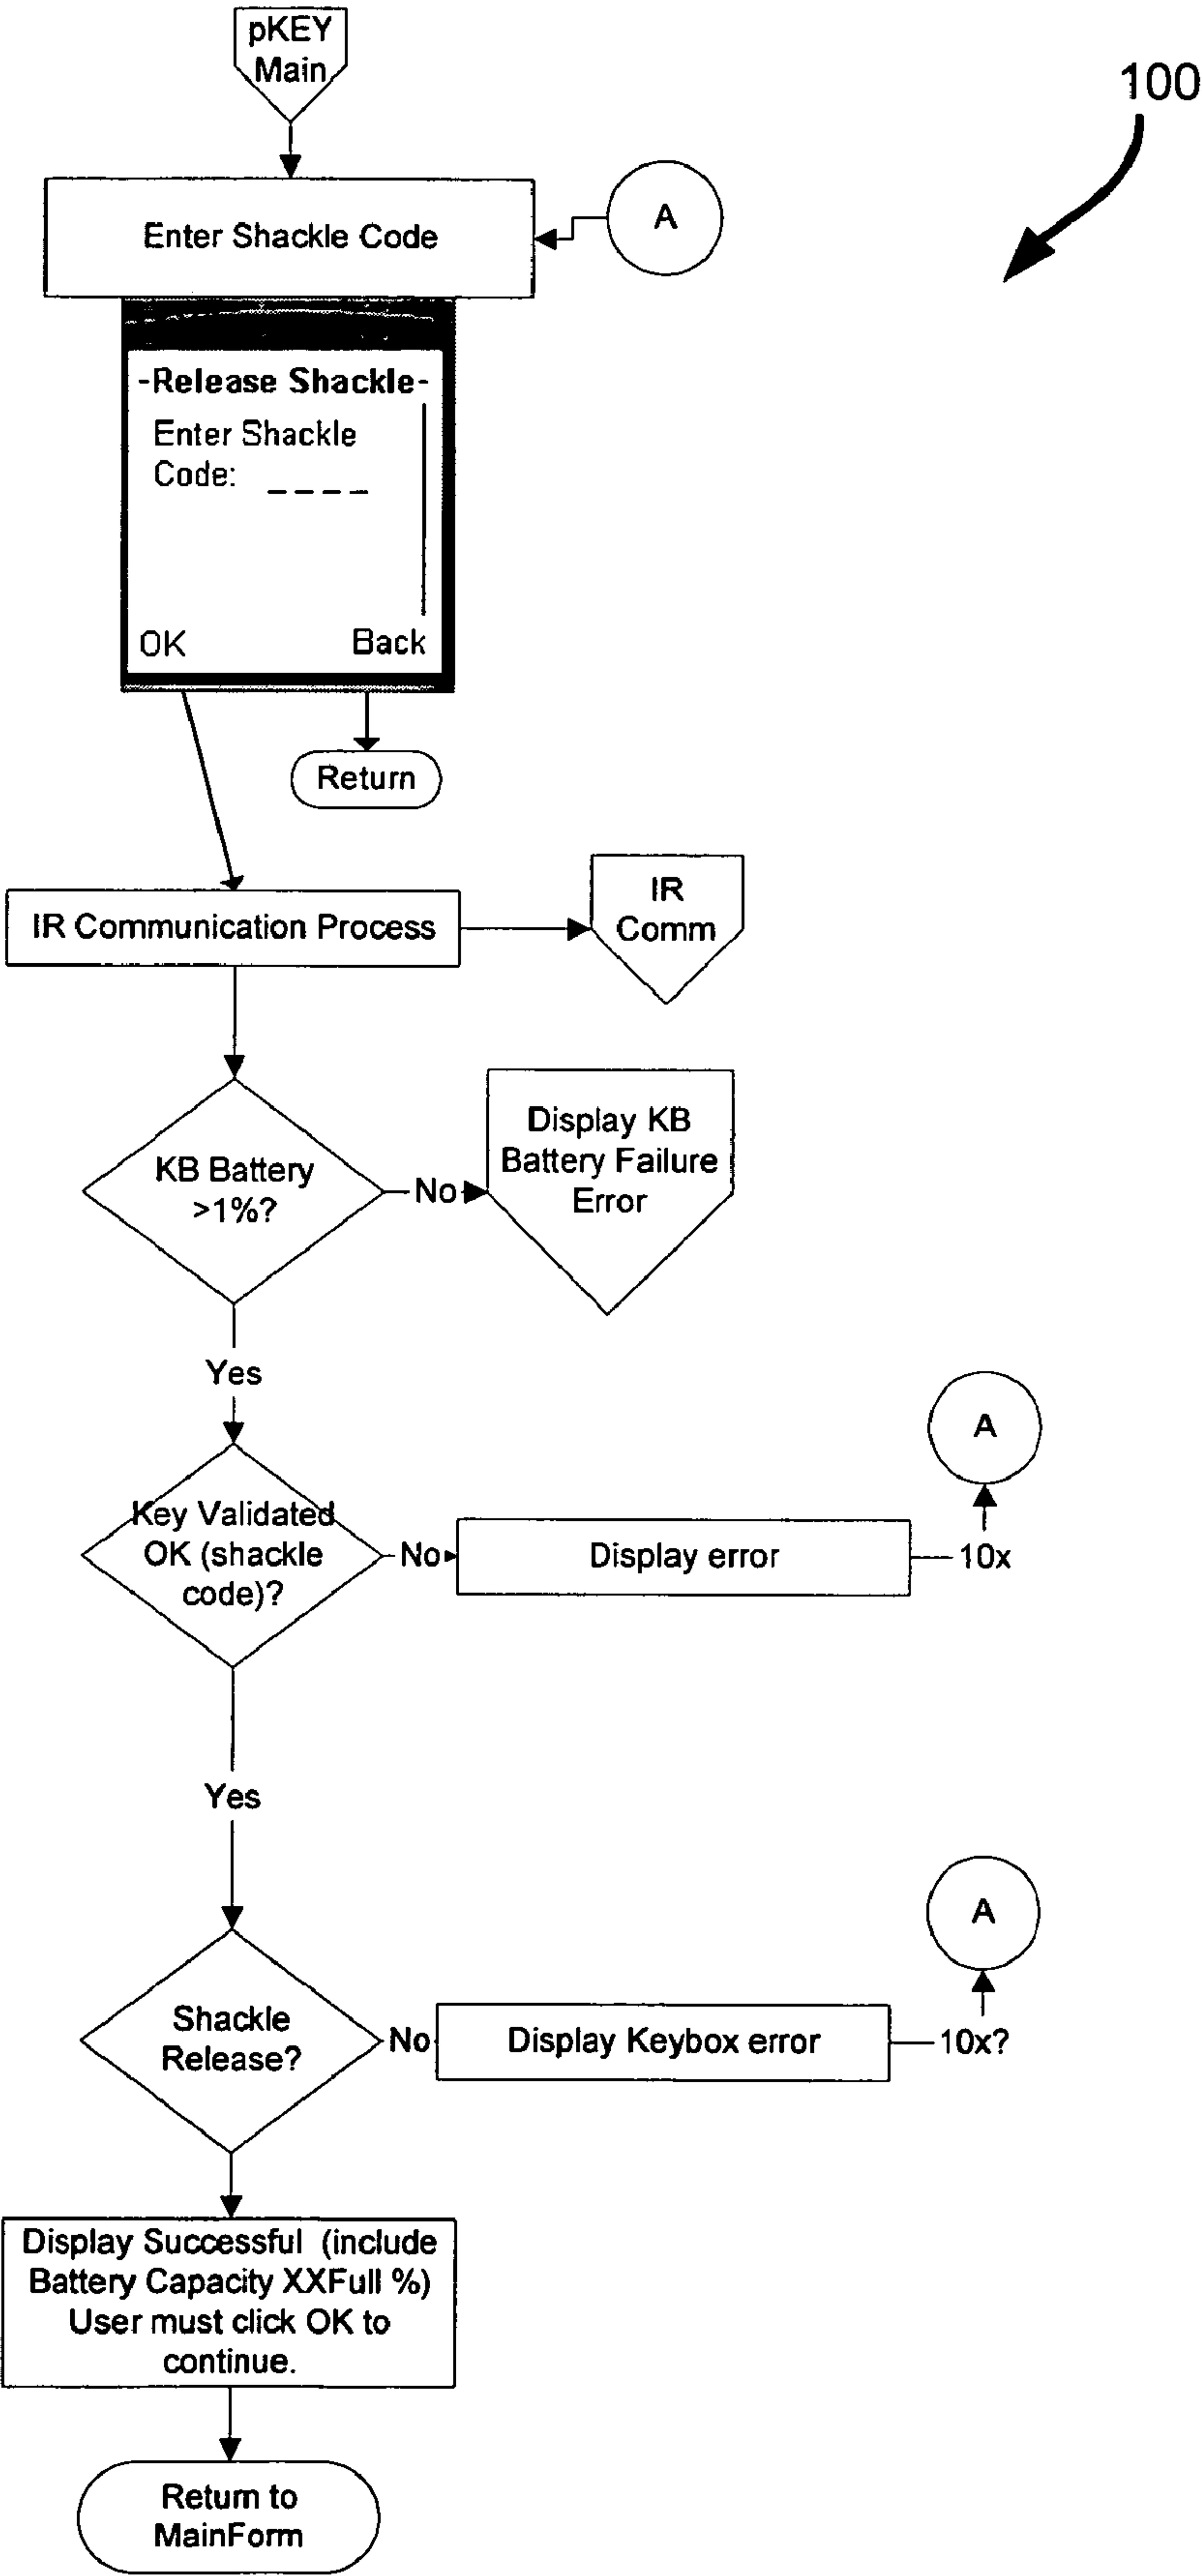 pKEY
Main
100
Enter Shackle Code
A
-Release Shackle-
Enter Shackle
Code: _ _ _ _
OK
Back
Return
IR Communication Process
IR
Comm
KB Battery
>1%?
No
Display KB
Battery Failure
Error
Yes
A
Key Validated
OK (shackle
code)?
No
Display error
10x
Yes
A
Shackle
Release?
No
Display Keybox error
10x?
Display Successful (include
Battery Capacity XXFull %)
User must click OK to
continue.
Return to
MainForm